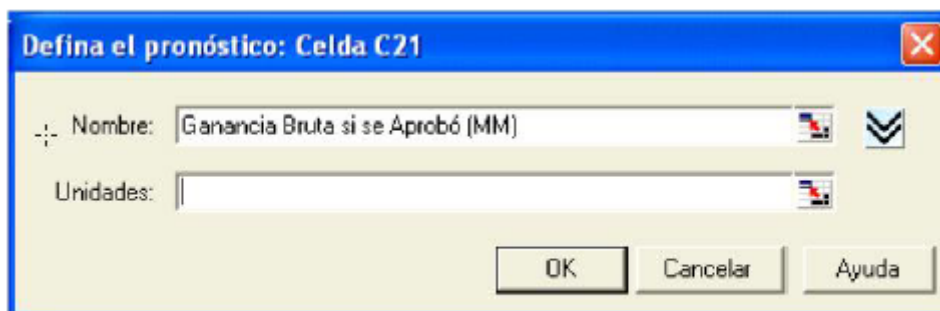 Defina el pronóstico: Celda C21
Nombre: Ganancia Bruta si se Aprobó (MM)
Unidades:
OK Cancelar Ayuda